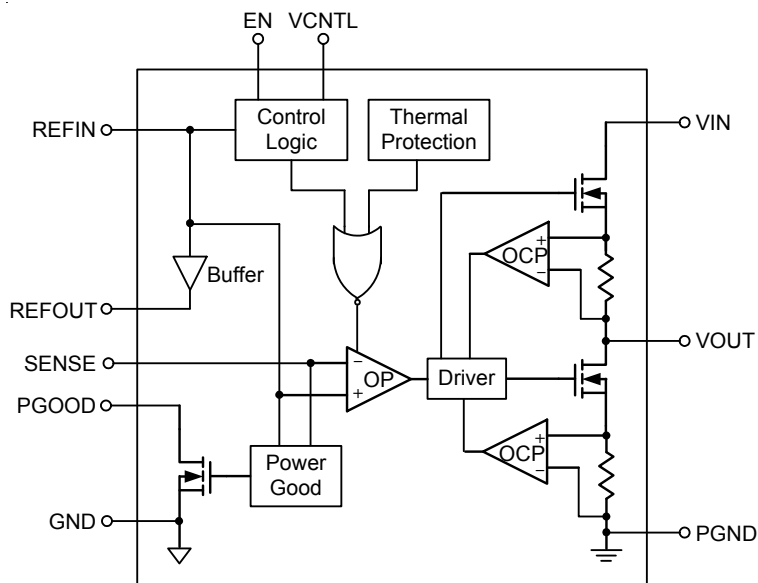 EN VCNTL
REFIN
Control
Logic
Thermal
Protection
VIN
+
OCP
−
Buffer
REFOUT
VOUT
SENSE
−
OP
+
Driver
PGOOD
+
OCP
−
Power
Good
GND
PGND